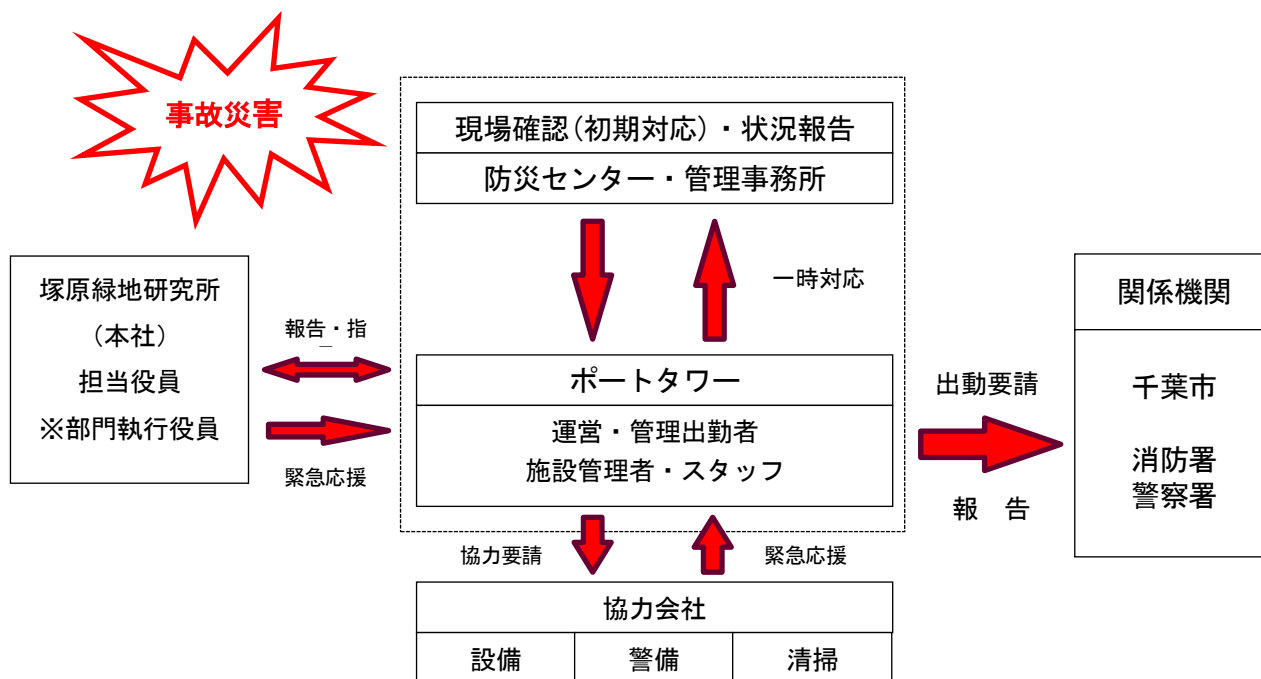 事故災害
現場確認(初期対応)・状況報告
防災センター・管理事務所
一時対応
塚原緑地研究所
(本社)
担当役員
※部門執行役員
報告・指
緊急応援
ポートタワー
運営・管理出勤者
施設管理者・スタッフ
出動要請
報 告
関係機関
千葉市
消防署
警察署
協力要請
緊急応援
協力会社
設備
警備
清掃